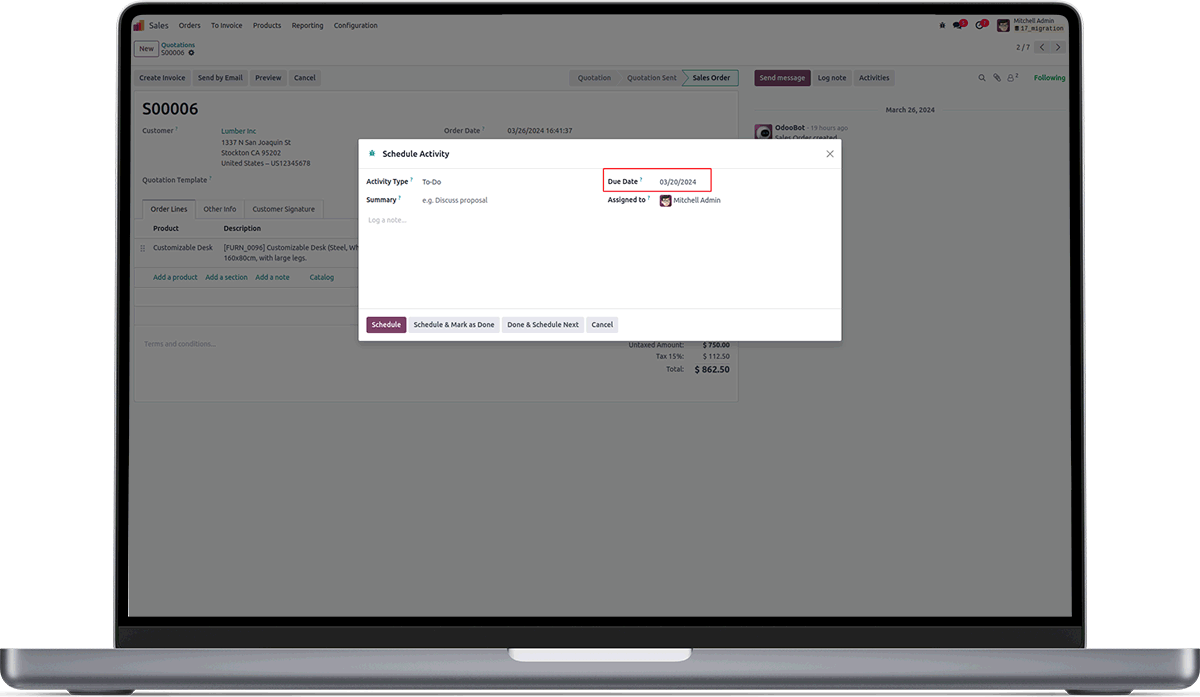 Sales Orders To Invoice Products Reporting Configuration
Mitchell Admin
17_migration
New Quotations
S00006
2 / 7
Create Invoice Send by Email Preview Cancel Quotation Quotation Sent Sales Order Send message Log note Activities 2 Following
S00006
March 26, 2024
Customer ? Lumber Inc Order Date ? 03/26/2024 16:41:37
OdooBot - 19 hours ago
Sales Order created
1337 N San Joaquin St
Stockton CA 95202
United States – US12345678
Quotation Template ?
Schedule Activity
Activity Type ? To-Do Due Date ? 03/20/2024
Summary ? e.g. Discuss proposal Assigned to ? Mitchell Admin
Log a note...
Schedule Schedule & Mark as Done Done & Schedule Next Cancel
Order Lines Other Info Customer Signature
Product Description
Customizable Desk [FURN_0096] Customizable Desk (Steel,
160x80cm, with large legs.
Add a product Add a section Add a note Catalog
Terms and conditions...
Untaxed Amount: $ 750.00
Tax 15%: $ 112.50
Total: $ 862.50